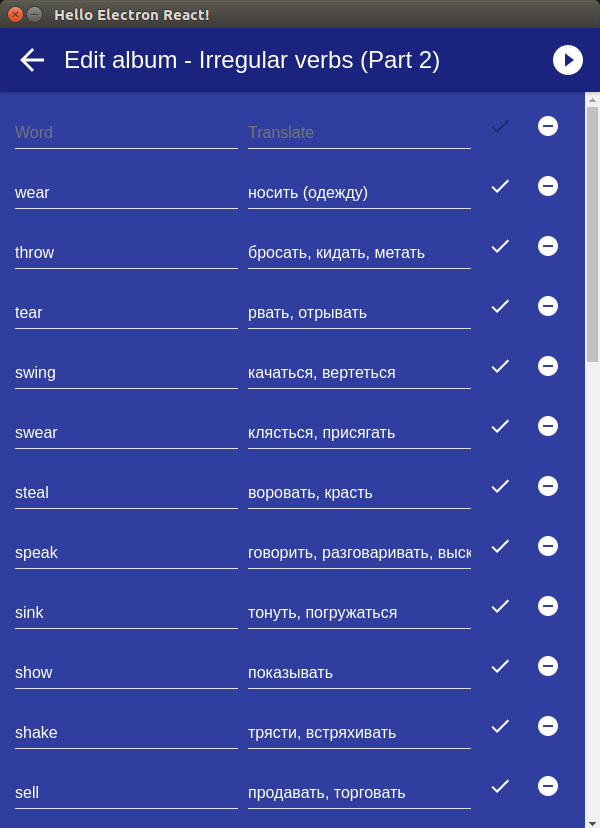 Hello Electron React!
Edit album - Irregular verbs (Part 2)
Word Translate
wear носить (одежду)
throw бросать, кидать, метать
tear рвать, отрывать
swing качаться, вертеться
swear клясться, присягать
steal воровать, красть
speak говорить, разговаривать, выск
sink тонуть, погружаться
show показывать
shake трясти, встряхивать
sell продавать, торговать